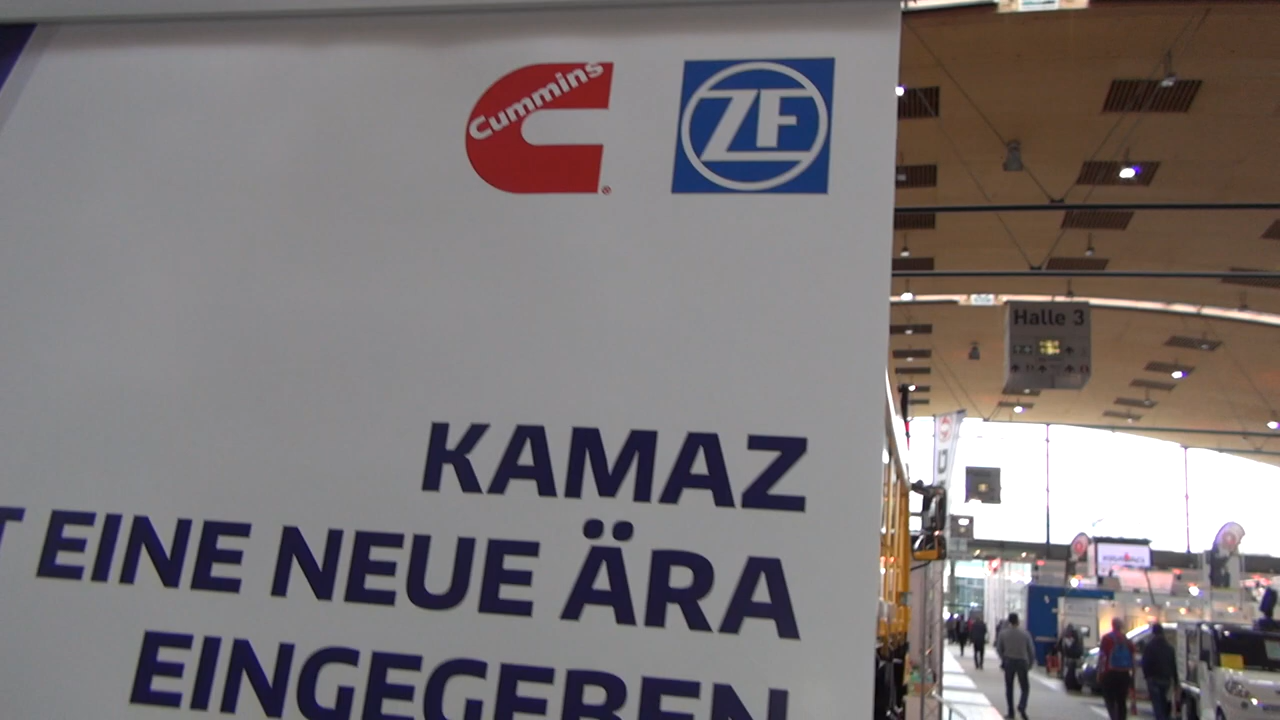 Cummins
®
ZF
KAMAZ
T EINE NEUE ÄRA
EINGEGEBEN
Halle 3